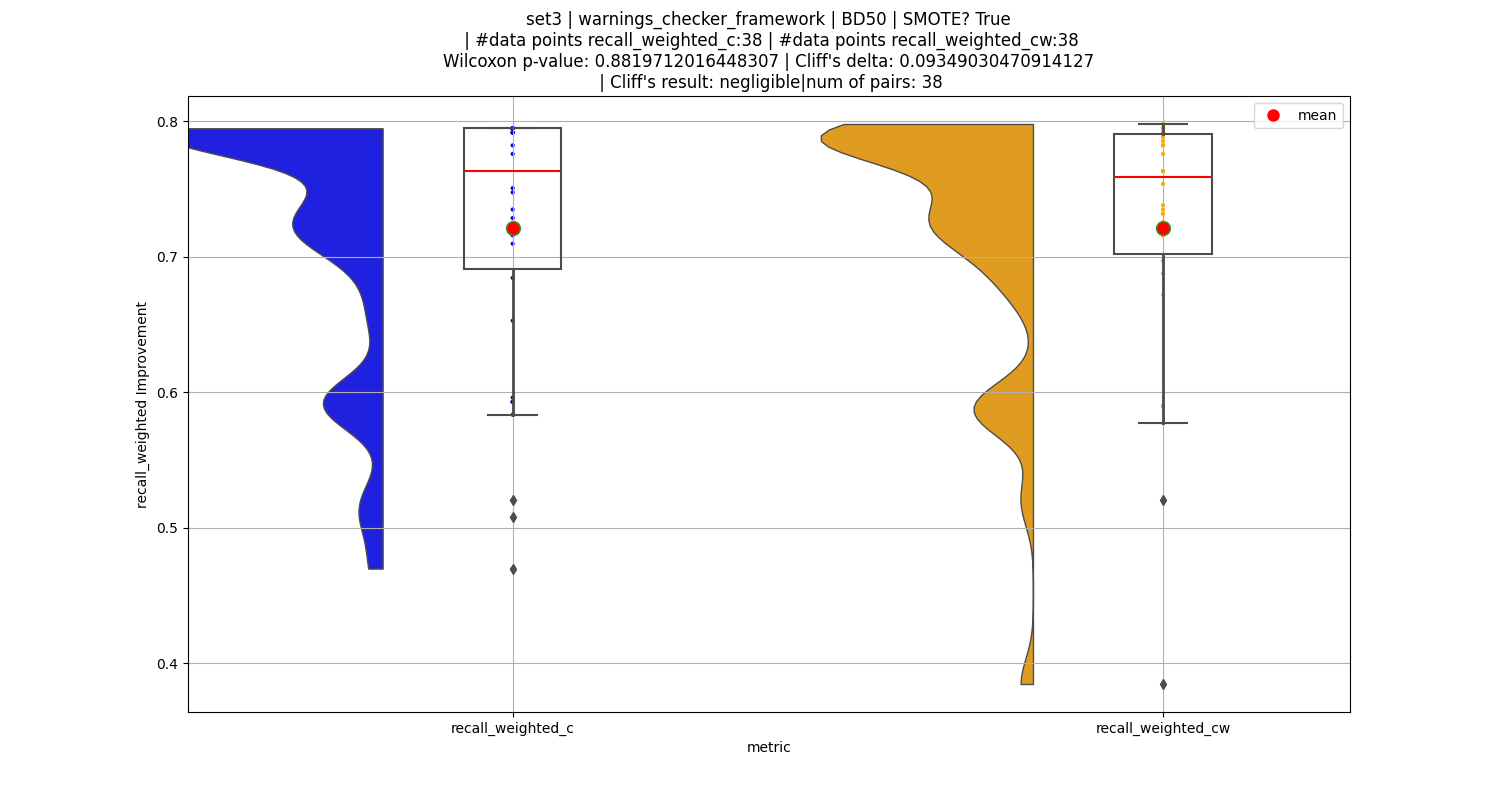 set3 | warnings_checker_framework | BD50 | SMOTE? True
| #data points recall_weighted_c:38 | #data points recall_weighted_cw:38
Wilcoxon p-value: 0.8819712016448307 | Cliff's delta: 0.09349030470914127
| Cliff's result: negligible|num of pairs: 38
mean
0.8
0.7
0.6
0.5
0.4
recall_weighted Improvement
recall_weighted_c
recall_weighted_cw
metric